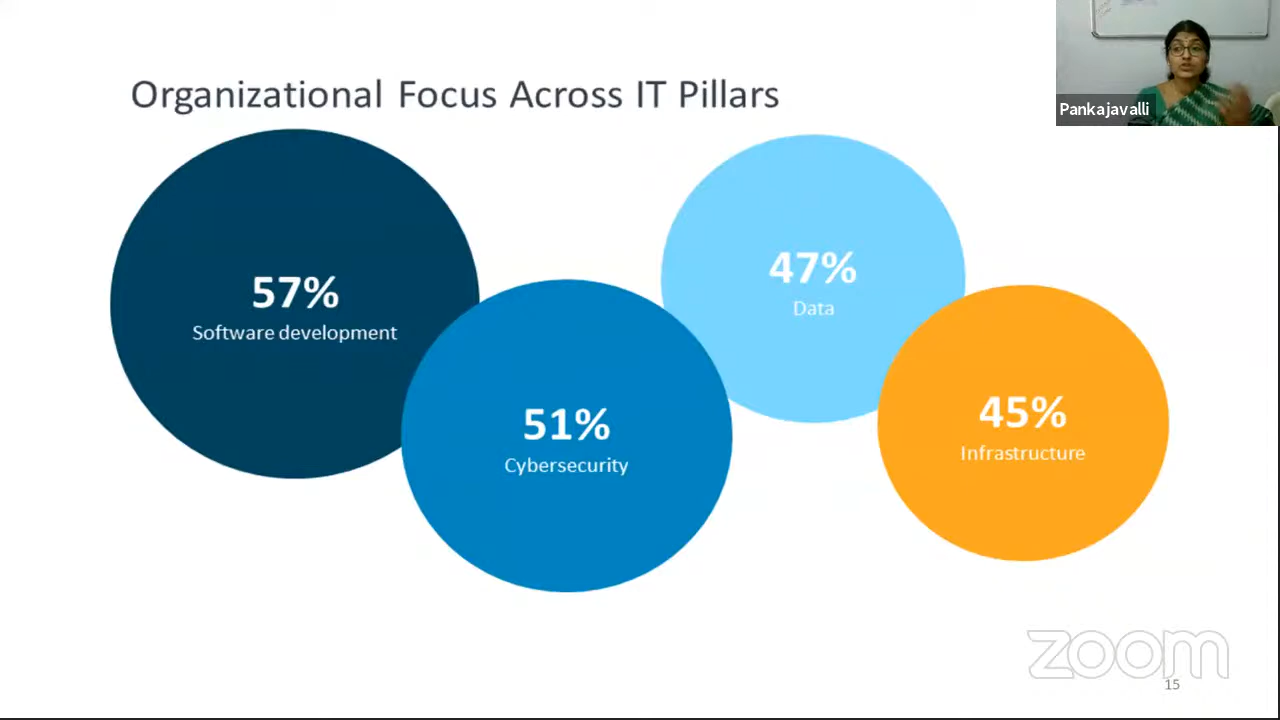 Organizational Focus Across IT Pillars
Pankajavalli
57%
Software development
47%
Data
51%
Cybersecurity
45%
Infrastructure
zoom
15